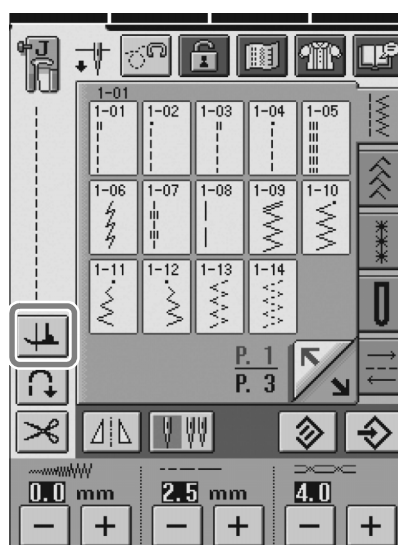 J
1-01
1-01 1-02 1-03 1-04 1-05
1-06 1-07 1-08 1-09 1-10
1-11 1-12 1-13 1-14
P. 1
P. 3
0.0 mm 2.5 mm 4.0
− + − + − +